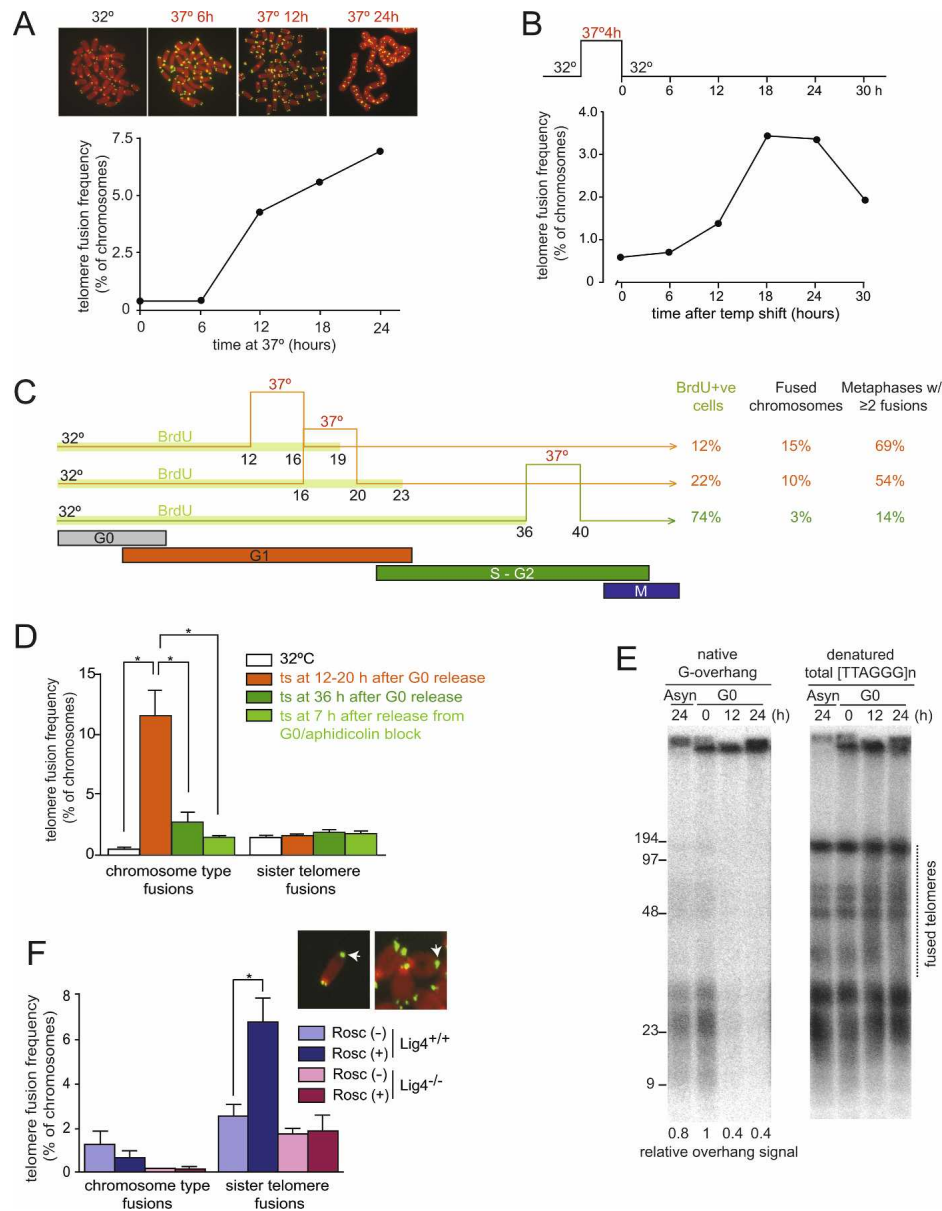 A
32º 37º 6h 37º 12h 37º 24h
telomere fusion frequency
(% of chromosomes)
7.5
5.0
2.5
0
0 6 12 18 24
time at 37º (hours)
B
37º4h
32º 32º
0 6 12 18 24 30 h
telomere fusion frequency
(% of chromosomes)
4.0
3.0
2.0
1.0
0
0 6 12 18 24 30
time after temp shift (hours)
C
BrdU+ve cells
Fused chromosomes
Metaphases w/ ≥2 fusions
37º
32º BrdU 12% 15% 69%
12 16 19
37º
32º BrdU 22% 10% 54%
16 20 23
37º
32º BrdU 74% 3% 14%
36 40
G0
G1
S - G2
M
D
telomere fusion frequency
(% of chromosomes)
15
10
5
0
* * *
32ºC
ts at 12-20 h after G0 release
ts at 36 h after G0 release
ts at 7 h after release from
G0/aphidicolin block
chromosome type
fusions
sister telomere
fusions
E
native
G-overhang
Asyn G0
24 0 12 24 (h)
denatured
total [TTAGGG]n
Asyn G0
24 0 12 24 (h)
194
97
48
23
9
fused telomeres
0.8 1 0.4 0.4
relative overhang signal
F
telomere fusion frequency
(% of chromosomes)
8
6
4
2
0
*
Rosc (−)
Rosc (+)
Lig4+/+
Rosc (−)
Rosc (+)
Lig4-/-
chromosome type
fusions
sister telomere
fusions